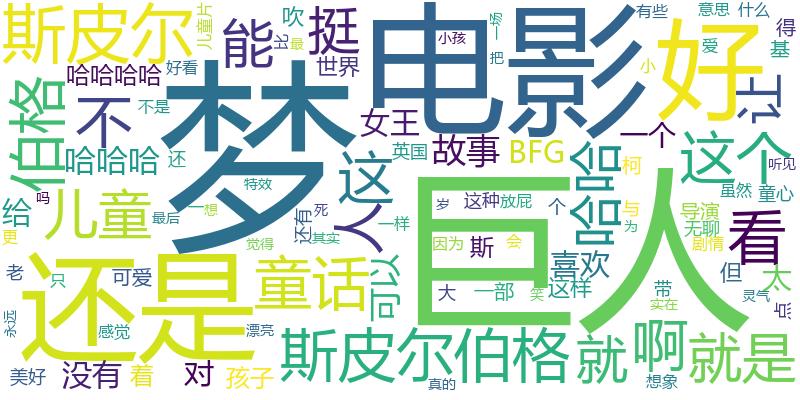 斯皮尔
儿童片
吹
比
能
最
挺
小孩
一场
把
有些
意思
什么
爱
得
基
电影
好
让
小
世界
哈哈哈哈
好看
伯格
不
不是
梦
女王
英国
故事
BFG
一个
哈哈
柯
这个
听见
虽然
童心
哈哈哈
还
这
给
吗
儿童
特效
死
还有
人
一样
岁
这种
放屁
个
与
为
导演
无聊
剧情
看
更
最后
一想
觉得
其实
巨人
斯
因为
会
喜欢
但
太
灵气
点
老
只
可爱
还是
童话
可以
大
一部
笑
这样
带
实在
永远
感觉
漂亮
斯皮尔伯格
就
啊
就是
美好
没有
着
对
孩子
真的
想象